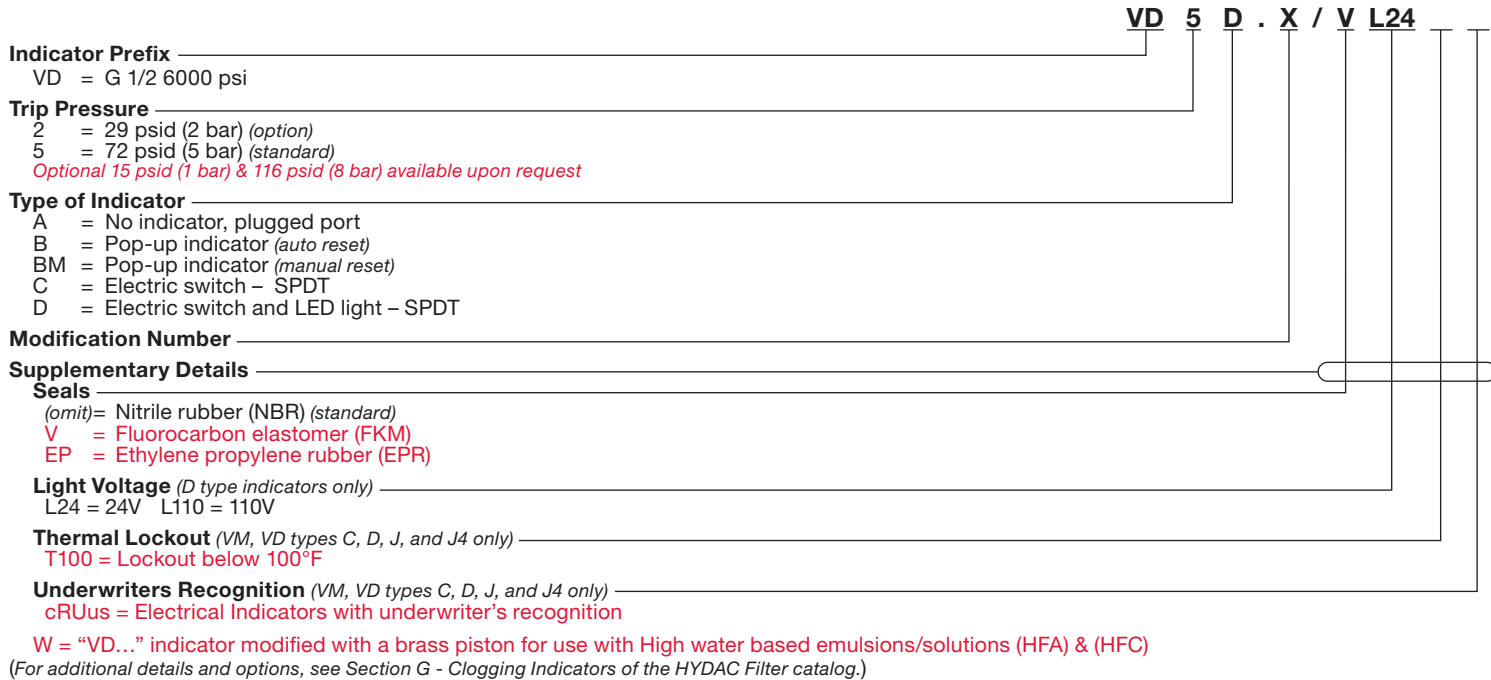 VD 5 D . X / V L24
Indicator Prefix
VD = G 1/2 6000 psi
Trip Pressure
2 = 29 psid (2 bar) (option)
5 = 72 psid (5 bar) (standard)
Optional 15 psid (1 bar) & 116 psid (8 bar) available upon request
Type of Indicator
A = No indicator, plugged port
B = Pop-up indicator (auto reset)
BM = Pop-up indicator (manual reset)
C = Electric switch – SPDT
D = Electric switch and LED light – SPDT
Modification Number
Supplementary Details
Seals
(omit)= Nitrile rubber (NBR) (standard)
V = Fluorocarbon elastomer (FKM)
EP = Ethylene propylene rubber (EPR)
Light Voltage (D type indicators only)
L24 = 24V L110 = 110V
Thermal Lockout (VM, VD types C, D, J, and J4 only)
T100 = Lockout below 100°F
Underwriters Recognition (VM, VD types C, D, J, and J4 only)
cRUus = Electrical Indicators with underwriter’s recognition
W = “VD…” indicator modified with a brass piston for use with High water based emulsions/solutions (HFA) & (HFC)
(For additional details and options, see Section G - Clogging Indicators of the HYDAC Filter catalog.)